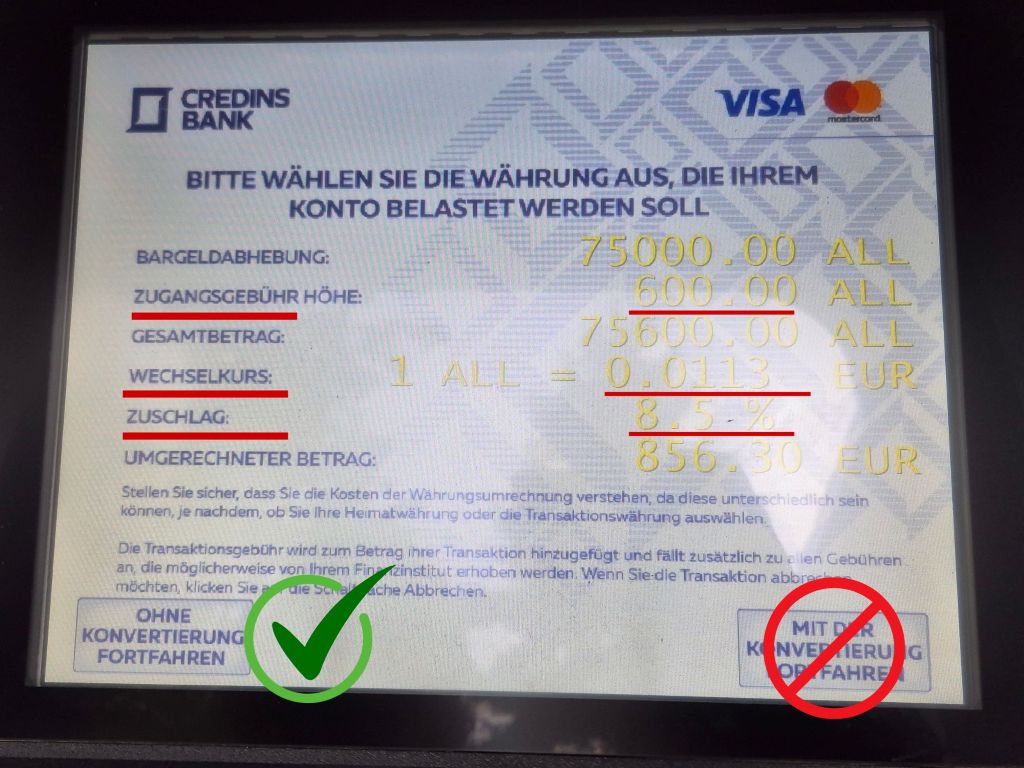 CREDINS
BANK
VISA
mastercard
BITTE WÄHLEN SIE DIE WÄHRUNG AUS, DIE IHREM
KONTO BELASTET WERDEN SOLL
BARGELDABHEBUNG: 75000.00 ALL
ZUGANGSGEBÜHR HÖHE: 600.00 ALL
GESAMTBETRAG: 75600.00 ALL
WECHSELKURS: 1 ALL = 0.0113 EUR
ZUSCHLAG: 8.5 %
UMGERECHNETER BETRAG: 856.30 EUR
Stellen Sie sicher, dass Sie die Kosten der Währungsumrechnung verstehen, da diese unterschiedlich sein
können, je nachdem, ob Sie Ihre Heimatwährung oder die Transaktionswährung auswählen.
Die Transaktionsgebühr wird zum Betrag ihrer Transaktion hinzugefügt und fällt zusätzlich zu allen Gebühren
an, die möglicherweise von Ihrem Finanzinstitut erhoben werden. Wenn Sie die Transaktion abbrechen
möchten, klicken Sie auf die Schaltfläche Abbrechen.
OHNE
KONVERTIERUNG
FORTFAHREN
MIT DER
KONVERTIERUNG
FORTFAHREN